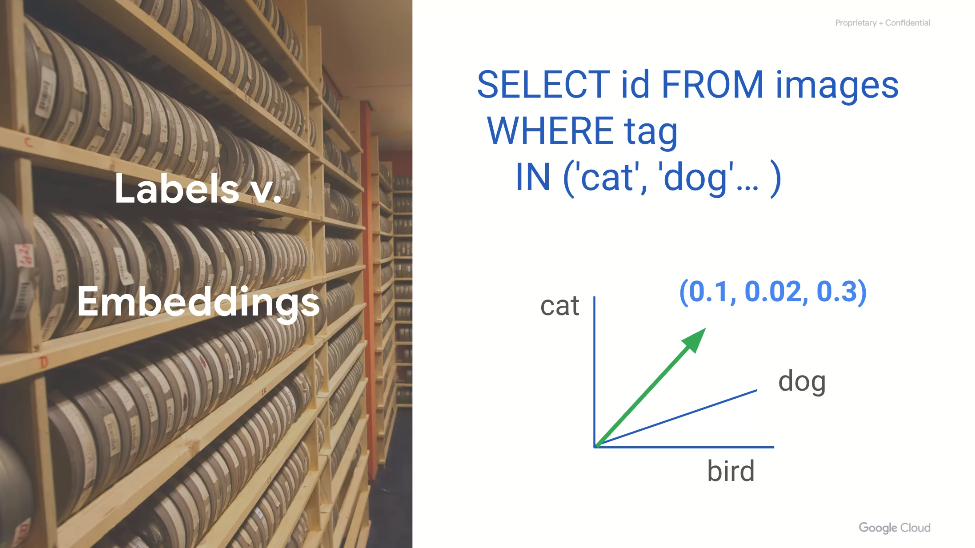 Proprietary + Confidential
Labels v.
Embeddings
SELECT id FROM images
WHERE tag
IN ('cat', 'dog'... )
(0.1, 0.02, 0.3)
cat
dog
bird
Google Cloud